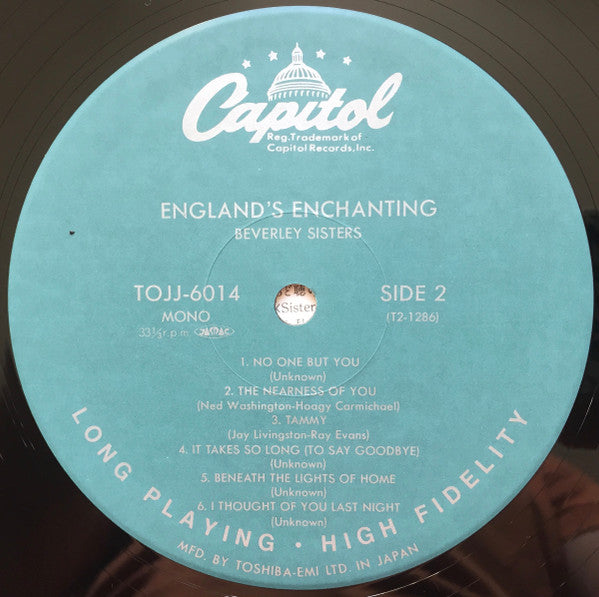 Capitol
Reg.Trademark of
Capitol Records,Inc.
ENGLAND'S ENCHANTING
BEVERLEY SISTERS
TOJJ-6014
SIDE 2
MONO
(T2-1286)
33⅓r.p.m JASRAC
Sister
1. NO ONE BUT YOU
(Unknown)
2. THE NEARNESS OF YOU
(Ned Washington-Hoagy Carmichael)
3. TAMMY
(Jay Livingston-Ray Evans)
4. IT TAKES SO LONG (TO SAY GOODBYE)
(Unknown)
5. BENEATH THE LIGHTS OF HOME
(Unknown)
6. I THOUGHT OF YOU LAST NIGHT
(Unknown)
LONG PLAYING • HIGH FIDELITY
MFD. BY TOSHIBA-EMI LTD. IN JAPAN